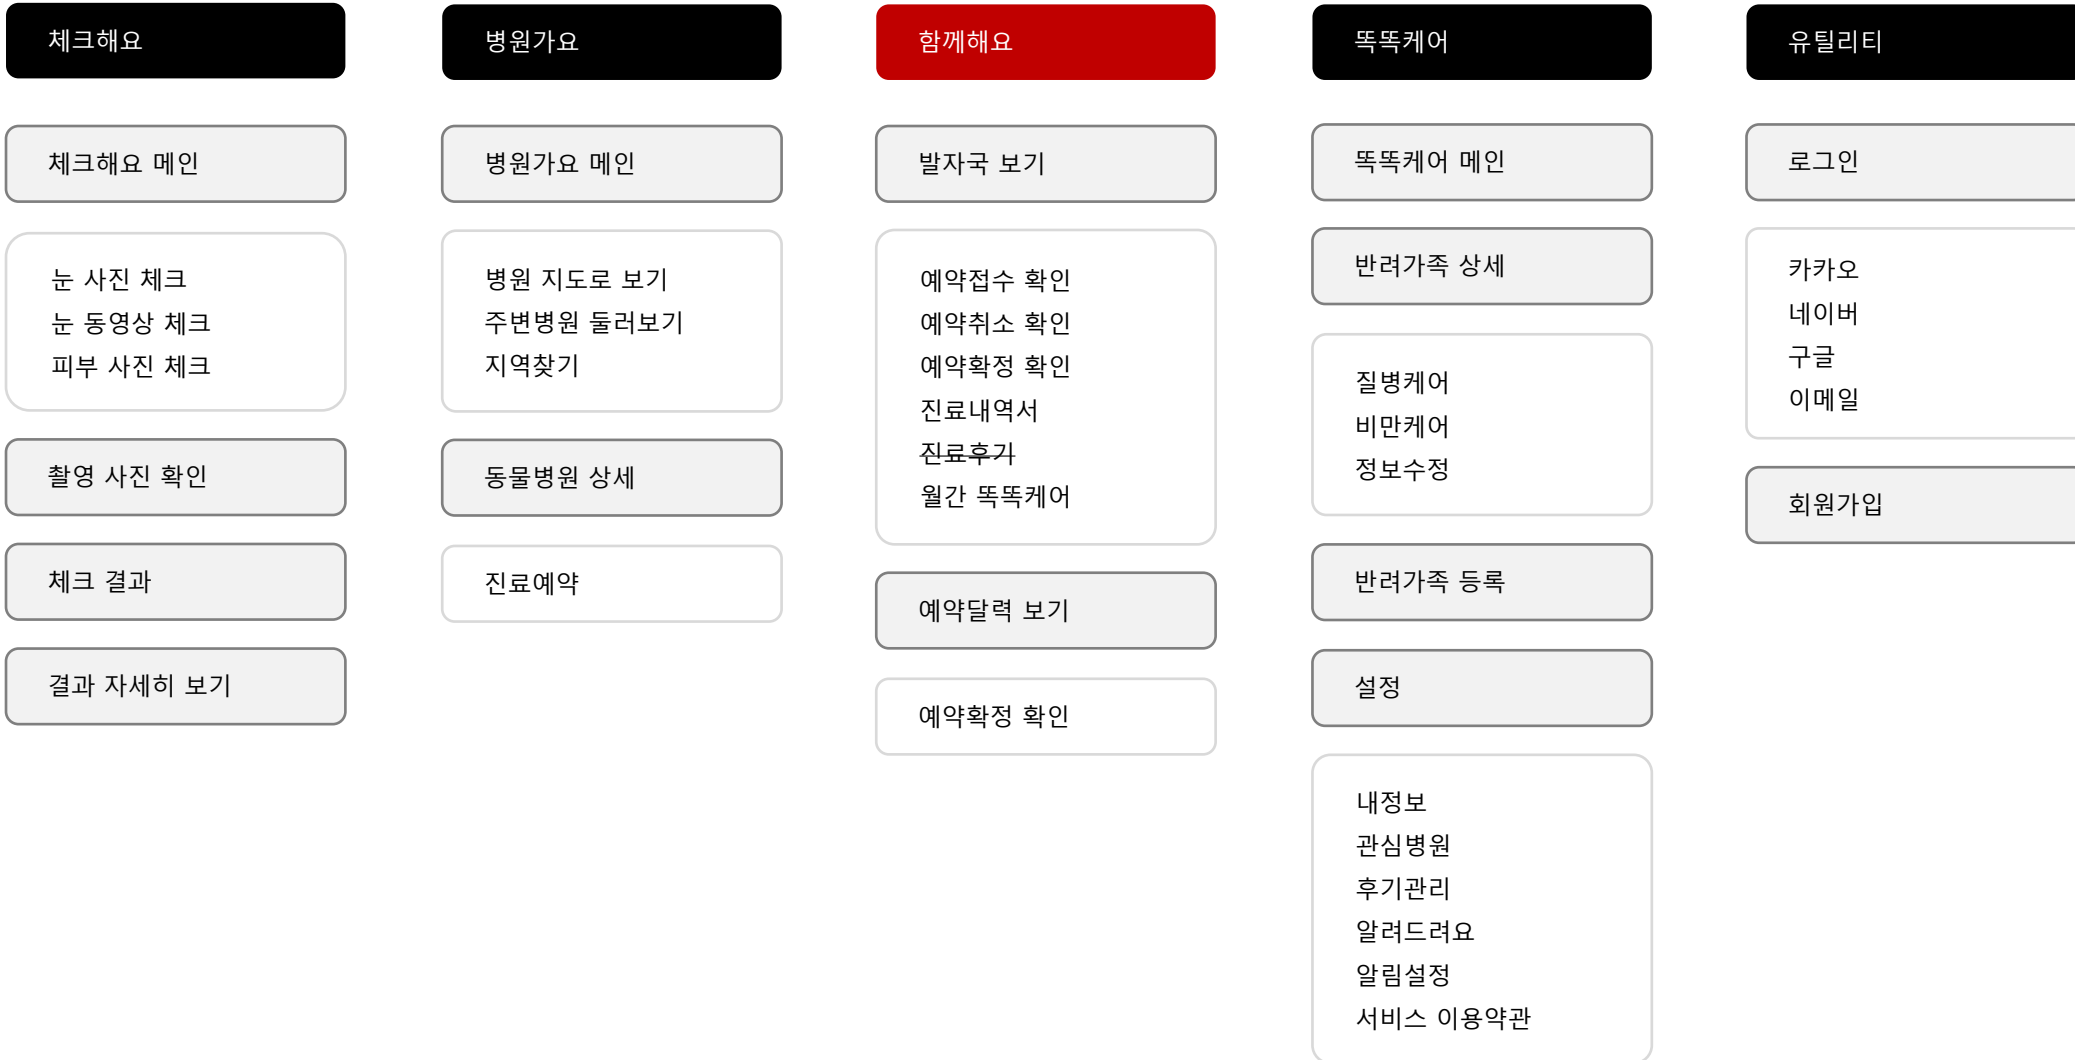 체크해요
체크해요 메인
눈 사진 체크
눈 동영상 체크
피부 사진 체크
촬영 사진 확인
체크 결과
결과 자세히 보기
병원가요
병원가요 메인
병원 지도로 보기
주변병원 둘러보기
지역찾기
동물병원 상세
진료예약
함께해요
발자국 보기
예약접수 확인
예약취소 확인
예약확정 확인
진료내역서
진료후기
월간 똑똑케어
예약달력 보기
예약확정 확인
똑똑케어
똑똑케어 메인
반려가족 상세
질병케어
비만케어
정보수정
반려가족 등록
설정
내정보
관심병원
후기관리
알려드려요
알림설정
서비스 이용약관
유틸리티
로그인
카카오
네이버
구글
이메일
회원가입